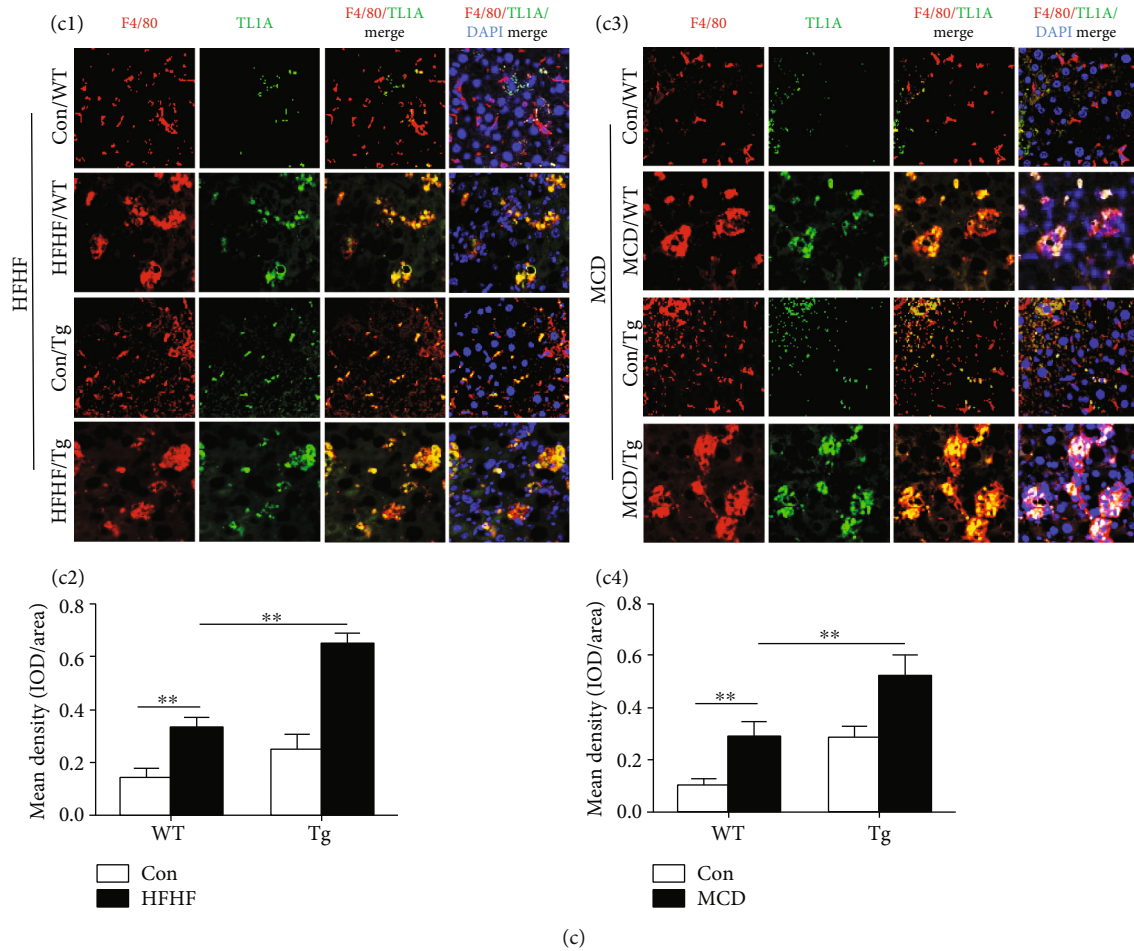 (c1)
F4/80
TL1A
F4/80/TL1A
merge
F4/80/TL1A/
DAPI merge
HFHF
Con/WT
HFHF/WT
Con/Tg
HFHF/Tg
(c3)
F4/80
TL1A
F4/80/TL1A
merge
F4/80/TL1A/
DAPI merge
MCD
Con/WT
MCD/WT
Con/Tg
MCD/Tg
(c2)
Mean density (IOD/area)
0.8
0.6
0.4
0.2
0.0
**
**
WT
Tg
Con
HFHF
(c4)
Mean density (IOD/area)
0.8
0.6
0.4
0.2
0.0
**
**
WT
Tg
Con
MCD
(c)